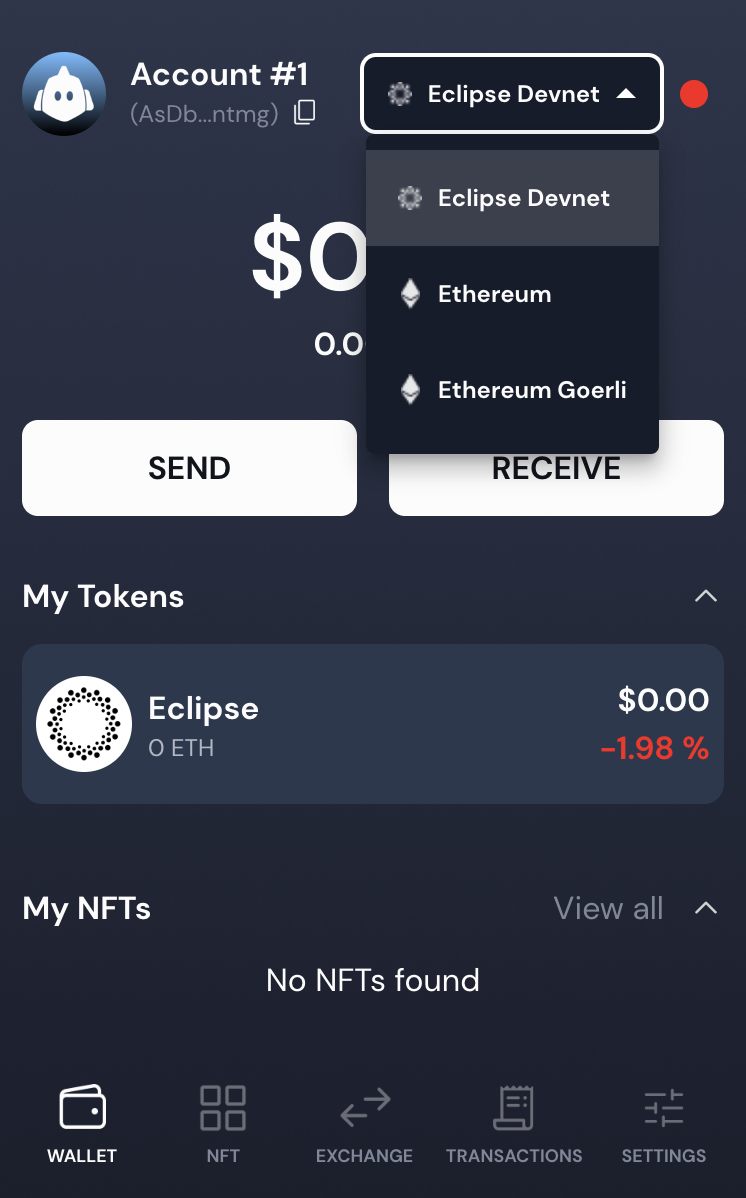 Account #1
(AsDb...ntmg)
Eclipse Devnet
Eclipse Devnet
Ethereum
Ethereum Goerli
$0
0.0
SEND
RECEIVE
My Tokens
Eclipse
0 ETH
$0.00
-1.98 %
My NFTs
View all
No NFTs found
WALLET
NFT
EXCHANGE
TRANSACTIONS
SETTINGS